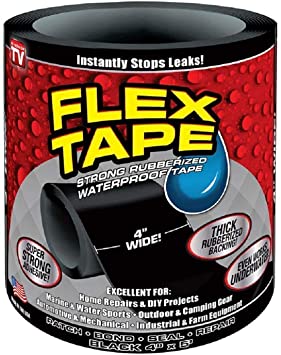 AS SEEN ON
TV
Instantly Stops Leaks!
FLEX
TAPE
STRONG RUBBERIZED
WATERPROOF TAPE
4"
WIDE!
SUPER
STRONG
ADHESIVE!
THICK
RUBBERIZED
BACKING!
EVEN WORKS
UNDERWATER!
EXCELLENT FOR:
Home Repairs & DIY Projects
Marine & Water Sports • Outdoor & Camping Gear
Automotive & Mechanical • Industrial & Farm Equipment
PATCH • BOND • SEAL • REPAIR
BLACK 4" x 5'